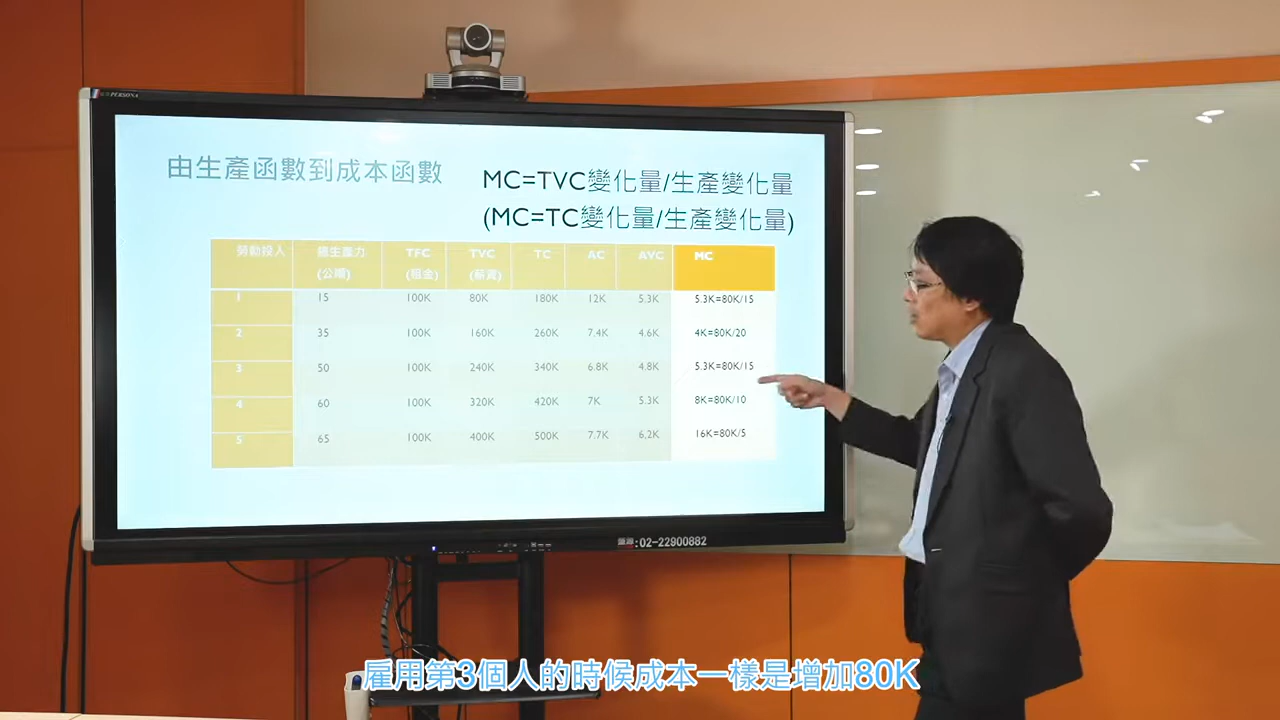 PERSONA
由生產函數到成本函數
MC=TVC變化量/生產變化量
(MC=TC變化量/生產變化量)
勞動投入 總生產力 TFC TVC TC AC AVC MC
(公噸) (租金) (薪資)
1 15 100K 80K 180K 12K 5.3K 5.3K=80K/15
2 35 100K 160K 260K 7.4K 4.6K 4K=80K/20
3 50 100K 240K 340K 6.8K 4.8K 5.3K=80K/15
4 60 100K 320K 420K 7K 5.3K 8K=80K/10
5 65 100K 400K 500K 7.7K 6.2K 16K=80K/5
:02-22900882
雇用第3個人的時候成本一樣是增加80K